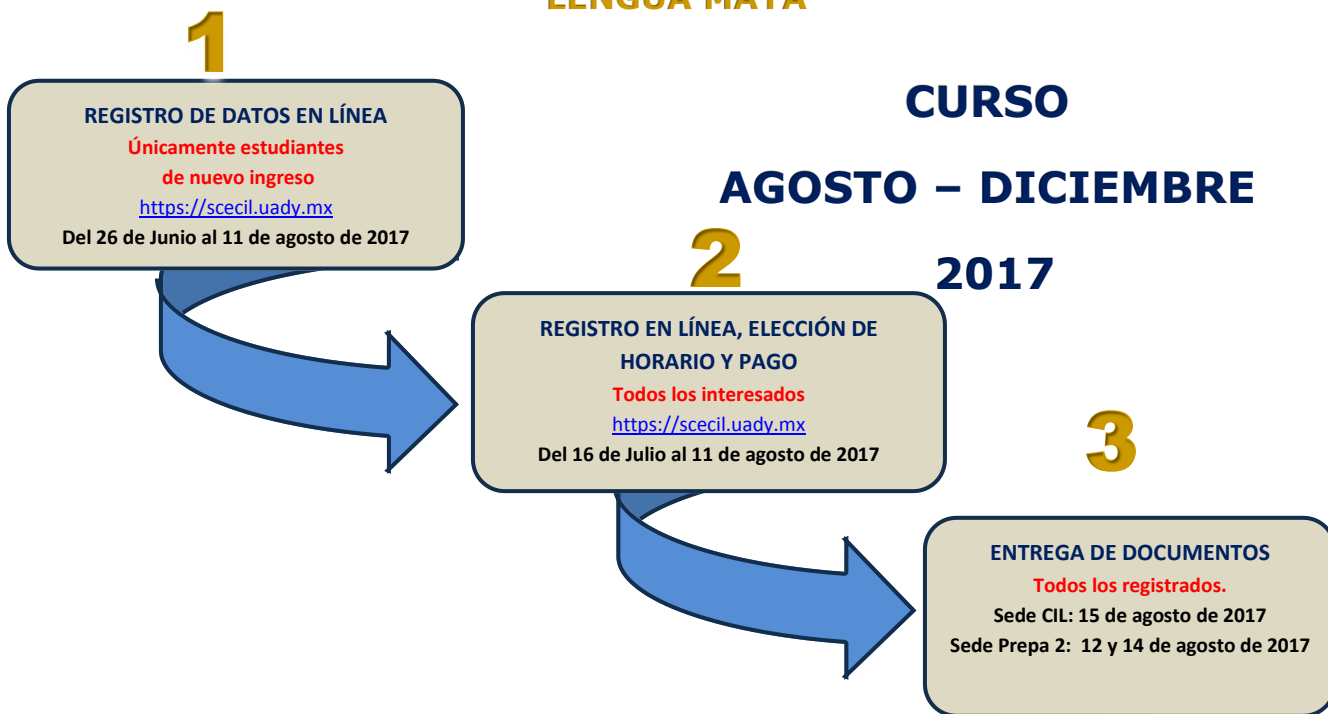 LENGUA MAYA
1
REGISTRO DE DATOS EN LÍNEA
Únicamente estudiantes
de nuevo ingreso
https://scecil.uady.mx
Del 26 de Junio al 11 de agosto de 2017
CURSO
AGOSTO – DICIEMBRE
2017
2
REGISTRO EN LÍNEA, ELECCIÓN DE
HORARIO Y PAGO
Todos los interesados
https://scecil.uady.mx
Del 16 de Julio al 11 de agosto de 2017
3
ENTREGA DE DOCUMENTOS
Todos los registrados.
Sede CIL: 15 de agosto de 2017
Sede Prepa 2: 12 y 14 de agosto de 2017